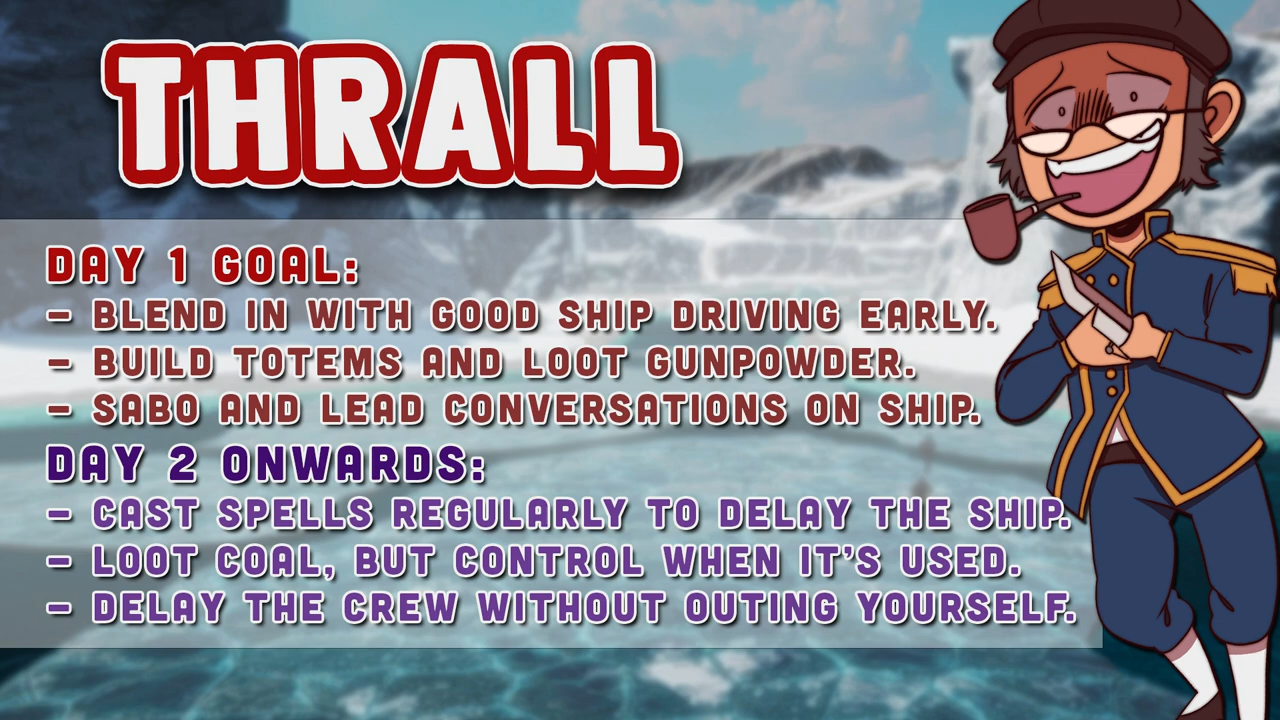 THRALL
DAY 1 GOAL:
- BLEND IN WITH GOOD SHIP DRIVING EARLY.
- BUILD TOTEMS AND LOOT GUNPOWDER.
- SABO AND LEAD CONVERSATIONS ON SHIP.
DAY 2 ONWARDS:
- CAST SPELLS REGULARLY TO DELAY THE SHIP.
- LOOT COAL, BUT CONTROL WHEN IT'S USED.
- DELAY THE CREW WITHOUT OUTING YOURSELF.